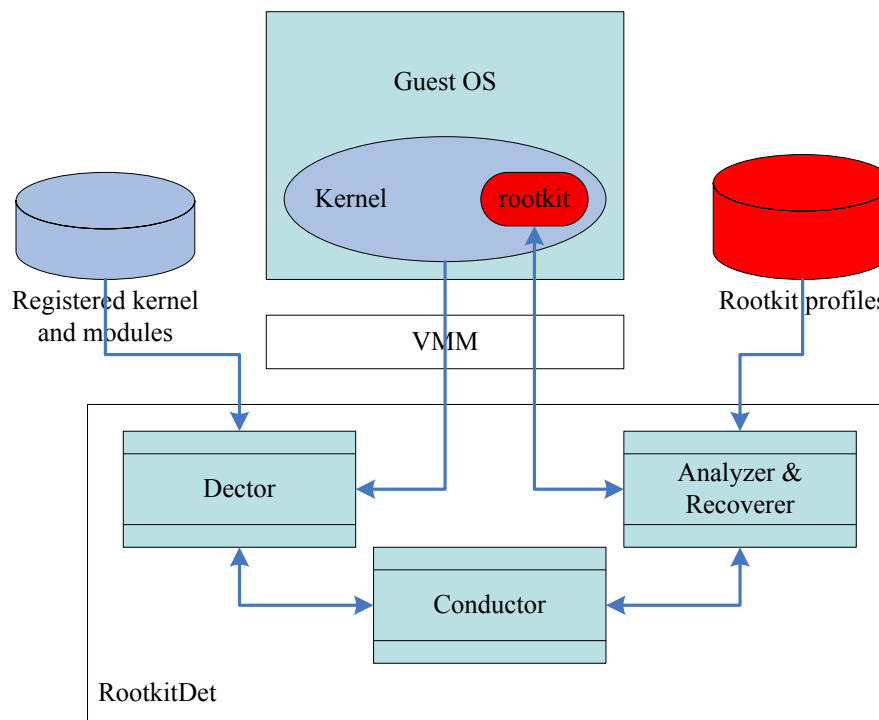 Guest OS
Kernel
rootkit
Registered kernel
and modules
Rootkit profiles
VMM
Dector
Analyzer &
Recoverer
Conductor
RootkitDet